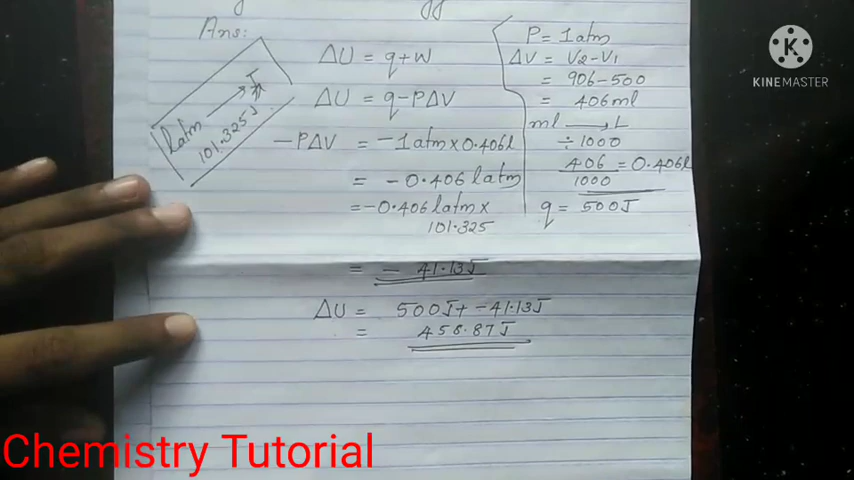 Ans:
ΔU = q+W
ΔU = q-PΔV
-PΔV = -1atm×0.406l
= -0.406latm
= -0.406latm×
101.325
= - 41.13J
ΔU = 500J+ -41.13J
= 458.87J
latm → J
101.325J
P= 1atm
ΔV = V2-V1
= 906-500
= 406ml
ml → L
÷1000
406 = 0.406l
1000
q = 500J
K
KINEMASTER
Chemistry Tutorial